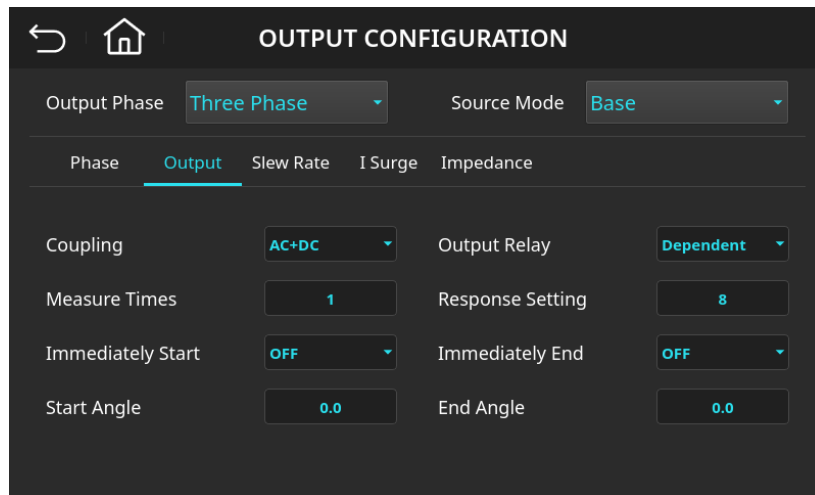 OUTPUT CONFIGURATION
Output Phase Three Phase Source Mode Base
Phase Output Slew Rate I Surge Impedance
Coupling AC+DC Output Relay Dependent
Measure Times 1 Response Setting 8
Immediately Start OFF Immediately End OFF
Start Angle 0.0 End Angle 0.0